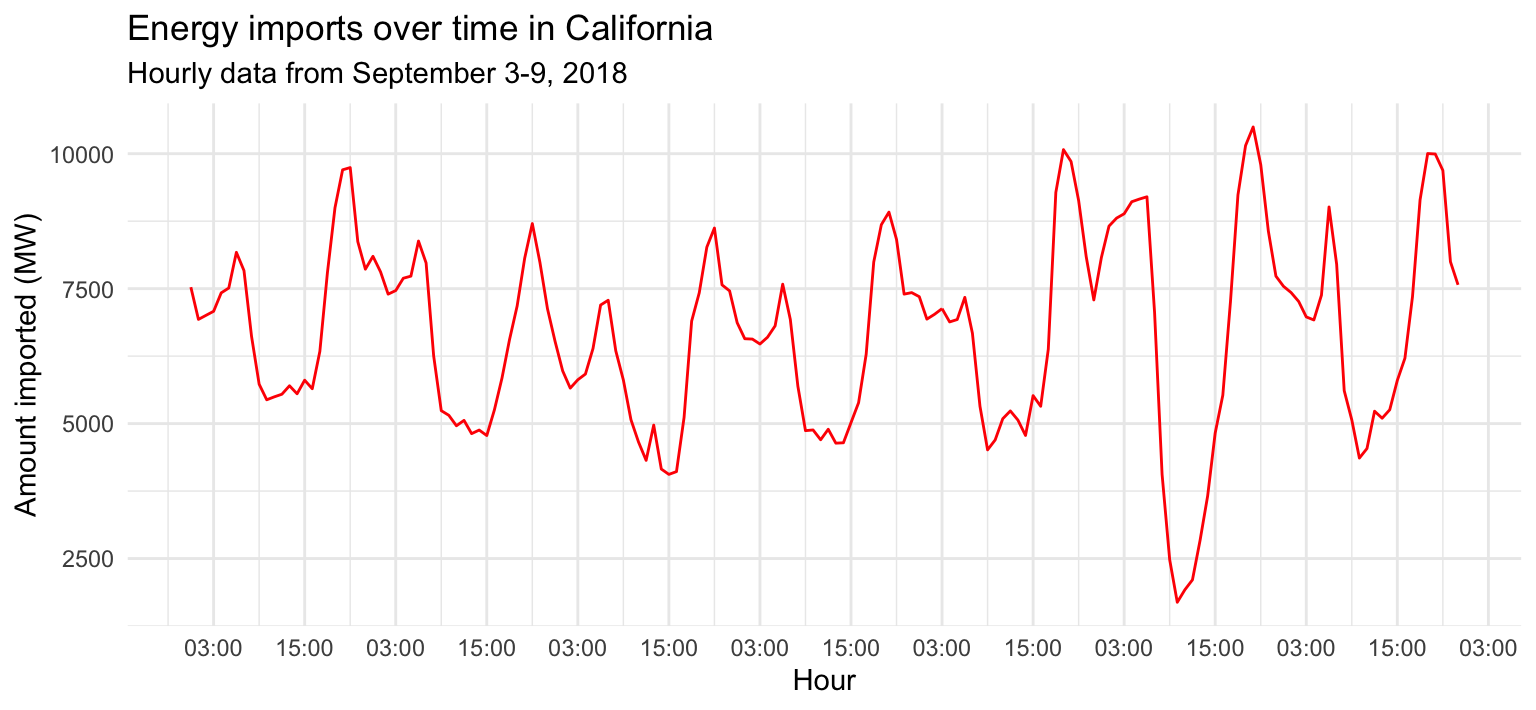 Energy imports over time in California
Hourly data from September 3-9, 2018
Amount imported (MW)
10000
7500
5000
2500
03:00 15:00 03:00 15:00 03:00 15:00 03:00 15:00 03:00 15:00 03:00 15:00 03:00 15:00 03:00
Hour